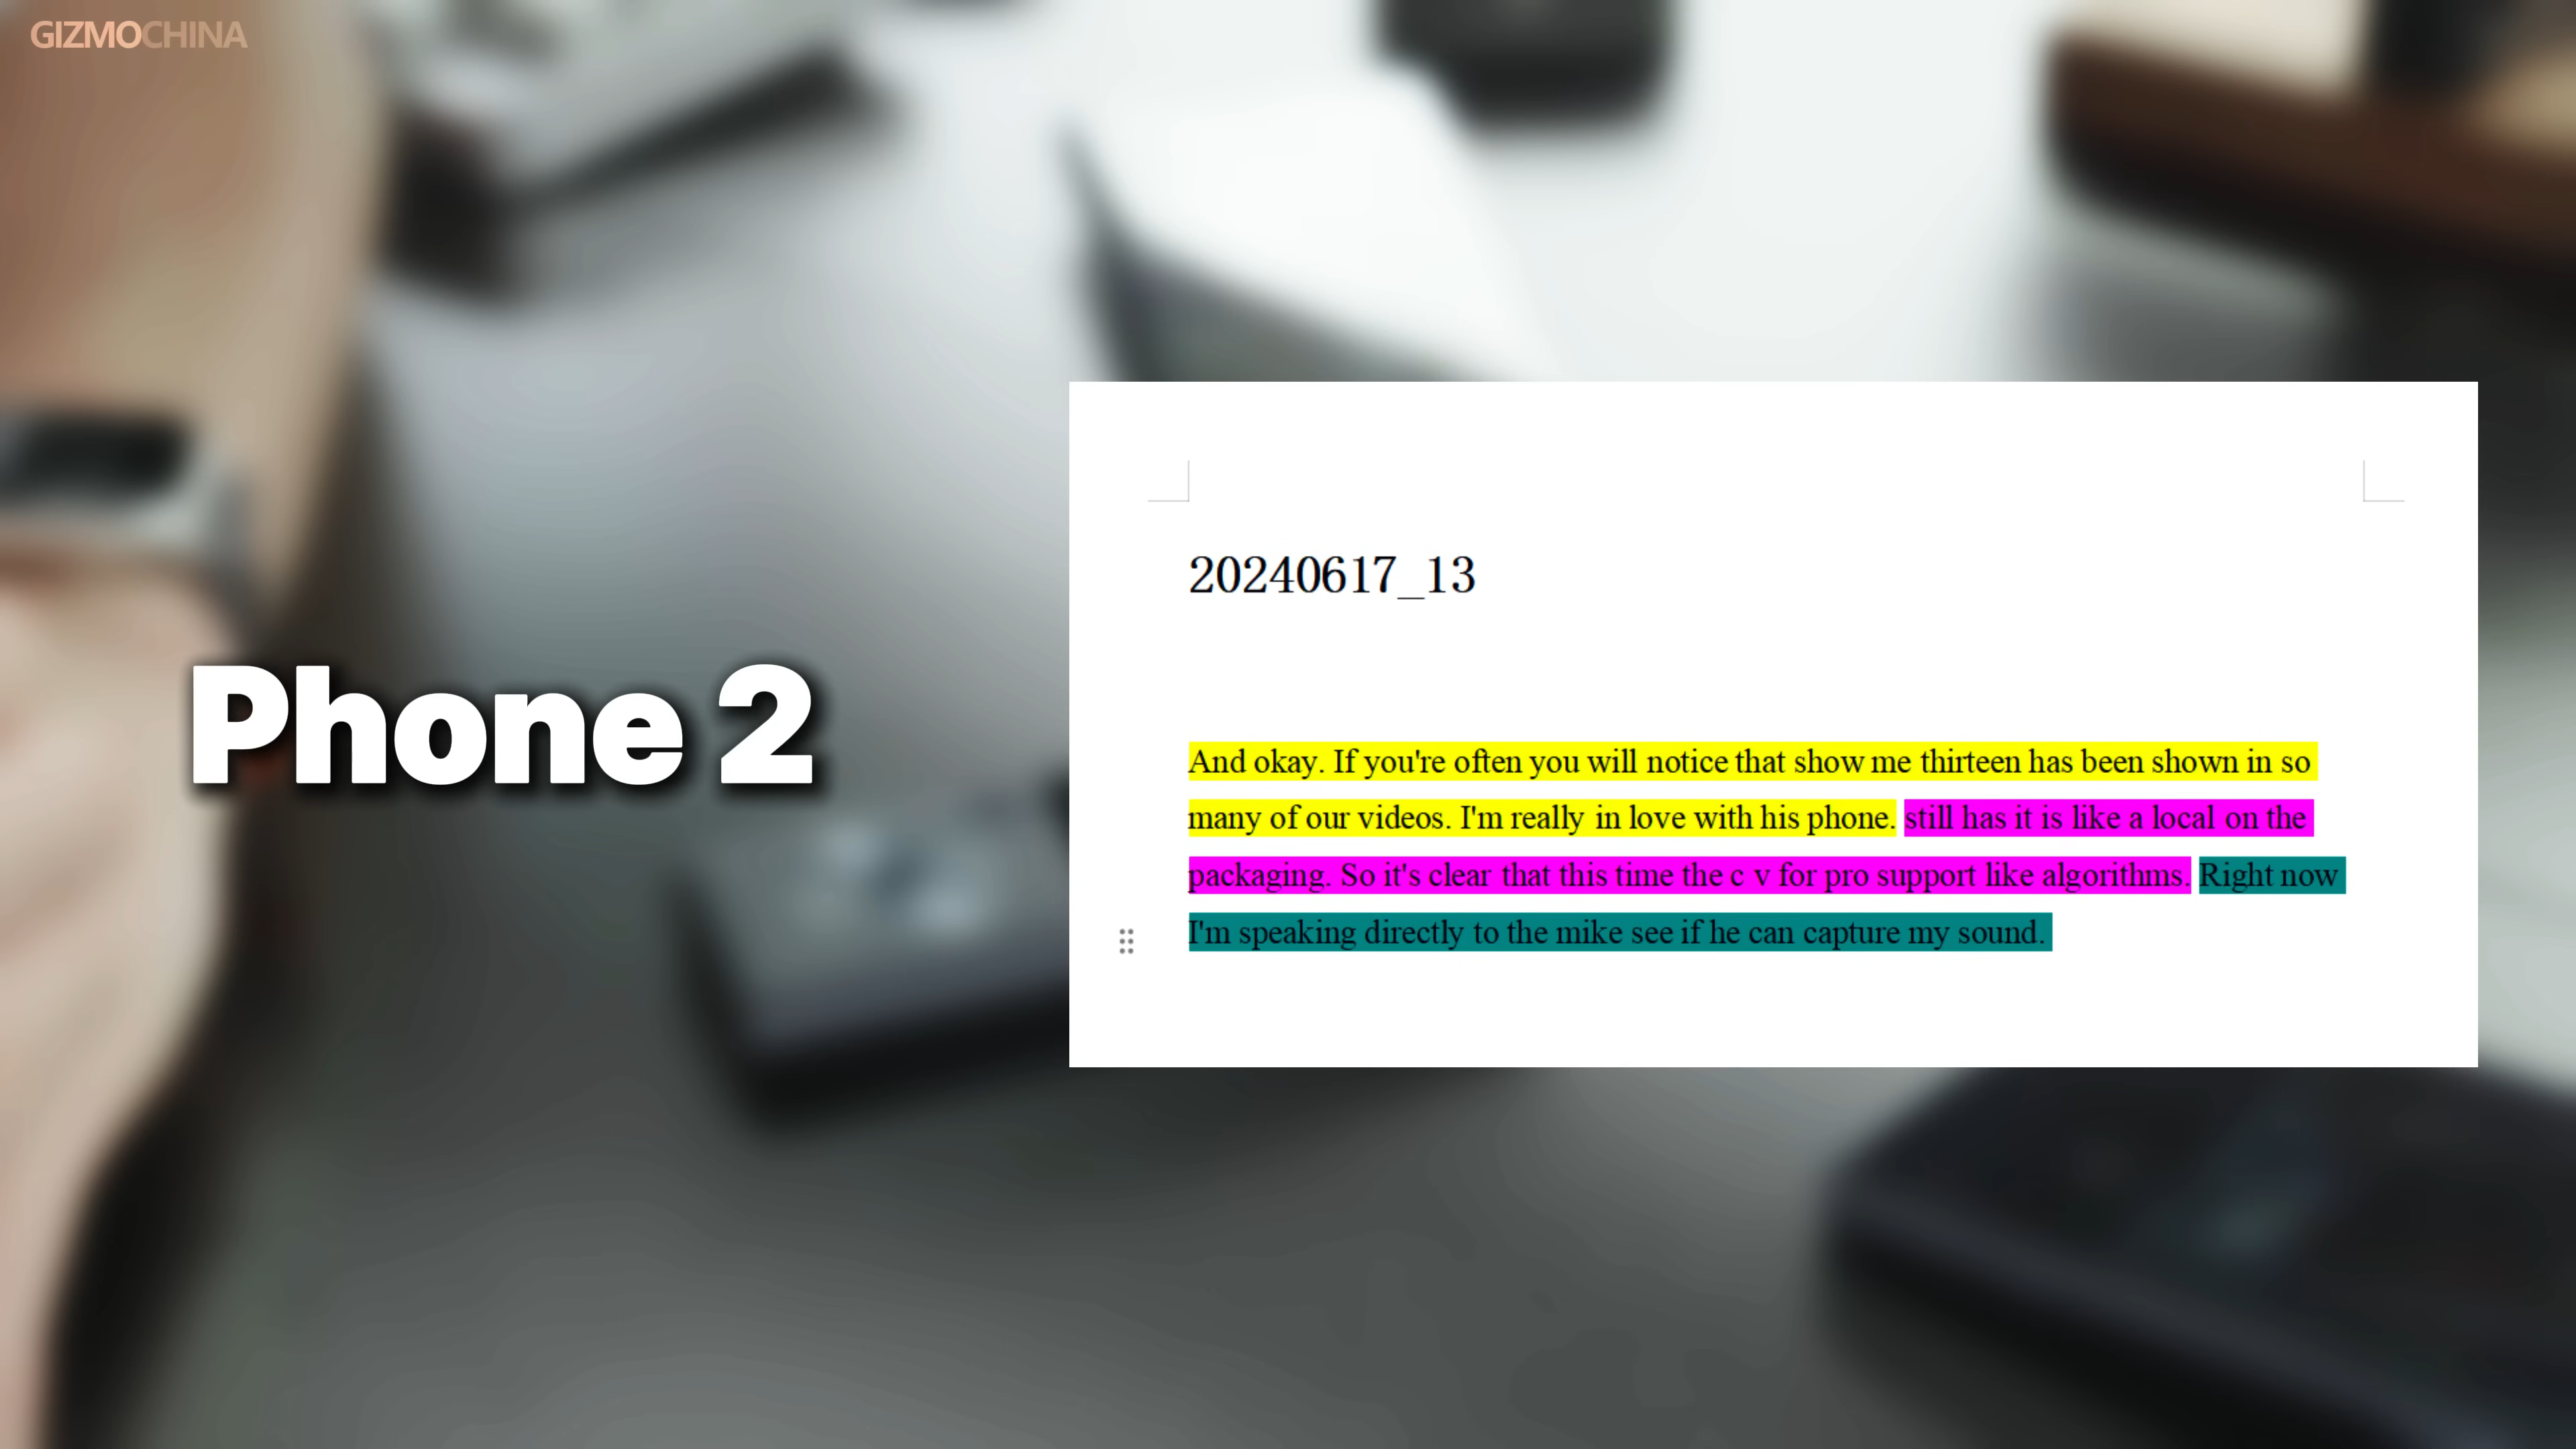 GIZMOCHINA
Phone 2
20240617_13
And okay. If you're often you will notice that show me thirteen has been shown in so
many of our videos. I'm really in love with his phone. still has it is like a local on the
packaging. So it's clear that this time the c v for pro support like algorithms. Right now
I'm speaking directly to the mike see if he can capture my sound.